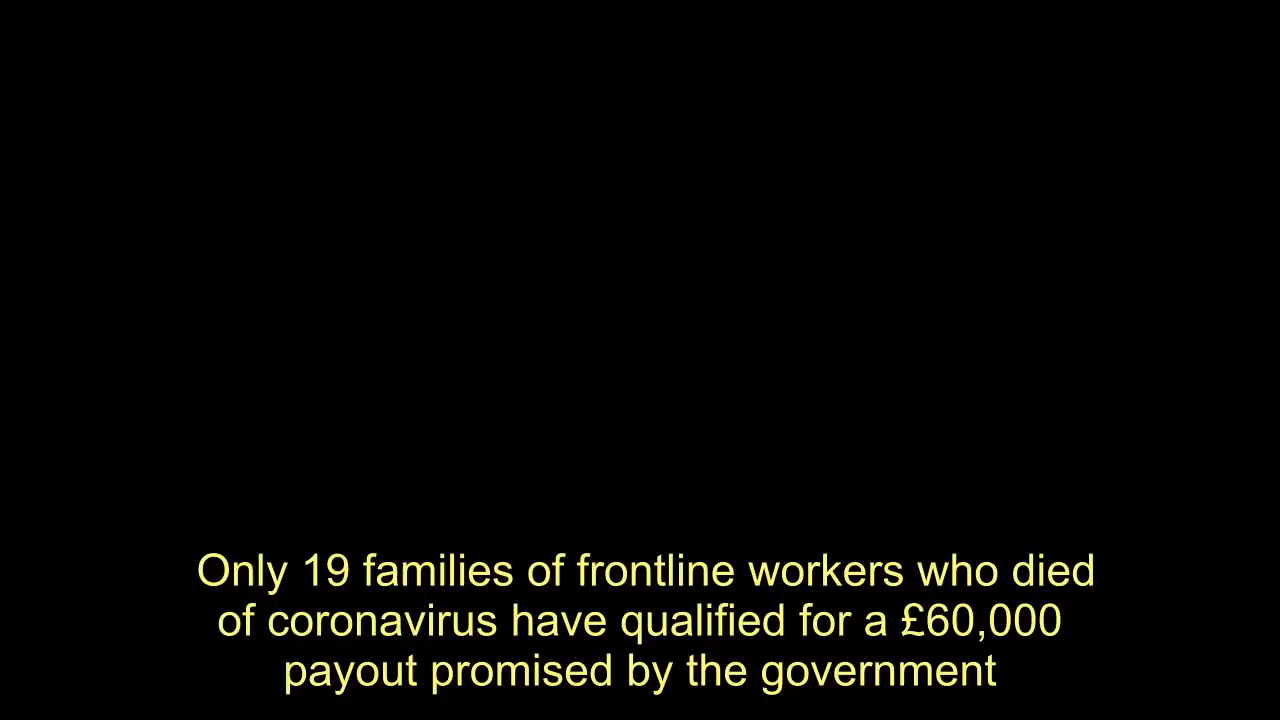 Only 19 families of frontline workers who died
of coronavirus have qualified for a £60,000
payout promised by the government